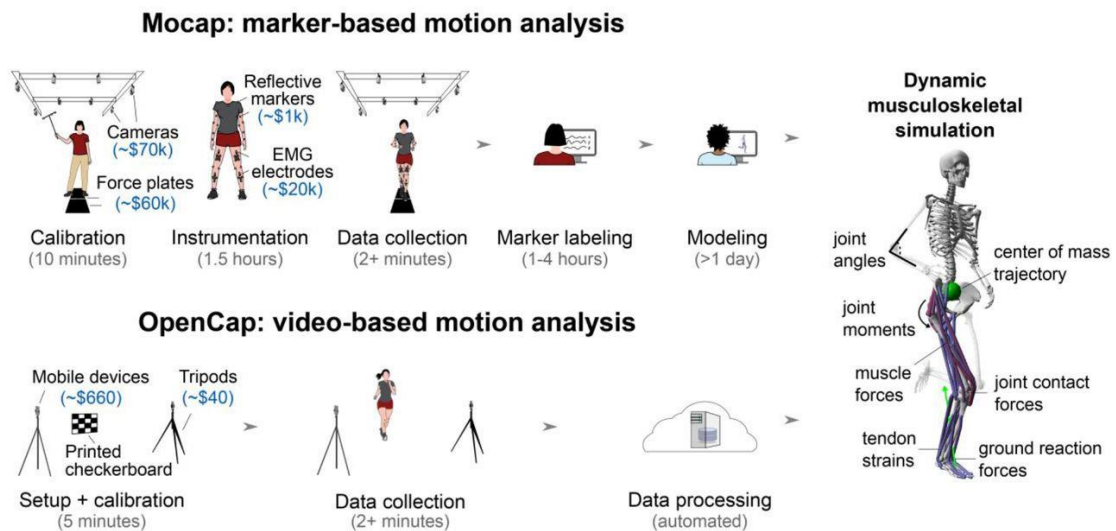 Mocap: marker-based motion analysis
Cameras
(~$70k)
Force plates
(~$60k)
Reflective
markers
(~$1k)
EMG
electrodes
(~$20k)
Calibration
(10 minutes)
Instrumentation
(1.5 hours)
Data collection
(2+ minutes)
Marker labeling
(1-4 hours)
Modeling
(>1 day)
OpenCap: video-based motion analysis
Mobile devices
(~$660)
Tripods
(~$40)
Printed
checkerboard
Setup + calibration
(5 minutes)
Data collection
(2+ minutes)
Data processing
(automated)
Dynamic
musculoskeletal
simulation
joint
angles
center of mass
trajectory
joint
moments
muscle
forces
joint contact
forces
tendon
strains
ground reaction
forces